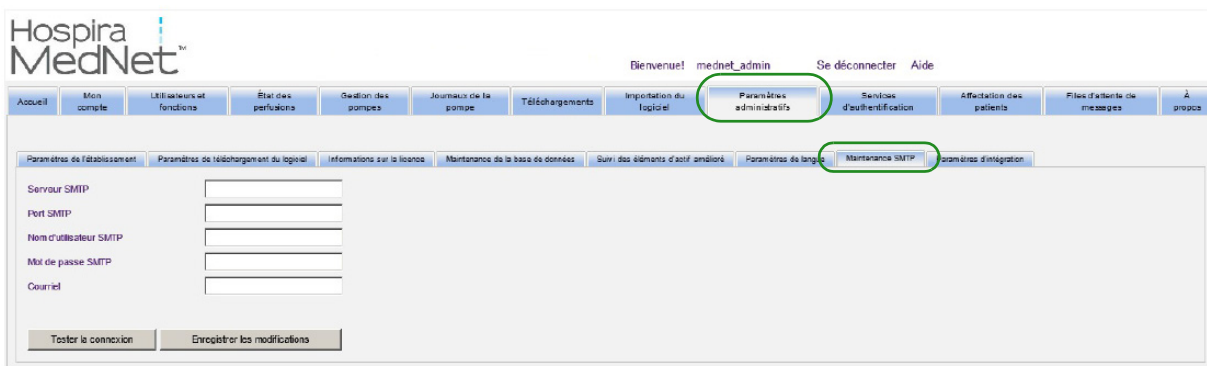 Hospira
MedNet™
Bienvenue! mednet_admin Se déconnecter Aide
Accueil
Mon
compte
Utilisateurs et
fonctions
État des
perfusions
Gestion des
pompes
Journaux de la
pompe
Téléchargements
Importation du
logiciel
Paramètres
administratifs
Services
d'authentification
Affectation des
patients
Files d'attente de
messages
À
propos
Paramètres de l'établissement
Paramètres de téléchargement du logiciel
Informations sur la licence
Maintenance de la base de données
Suivi des éléments d'actif amélioré
Paramètres de langue
Maintenance SMTP
Paramètres d'intégration
Serveur SMTP
Port SMTP
Nom d'utilisateur SMTP
Mot de passe SMTP
Courriel
Tester la connexion
Enregistrer les modifications